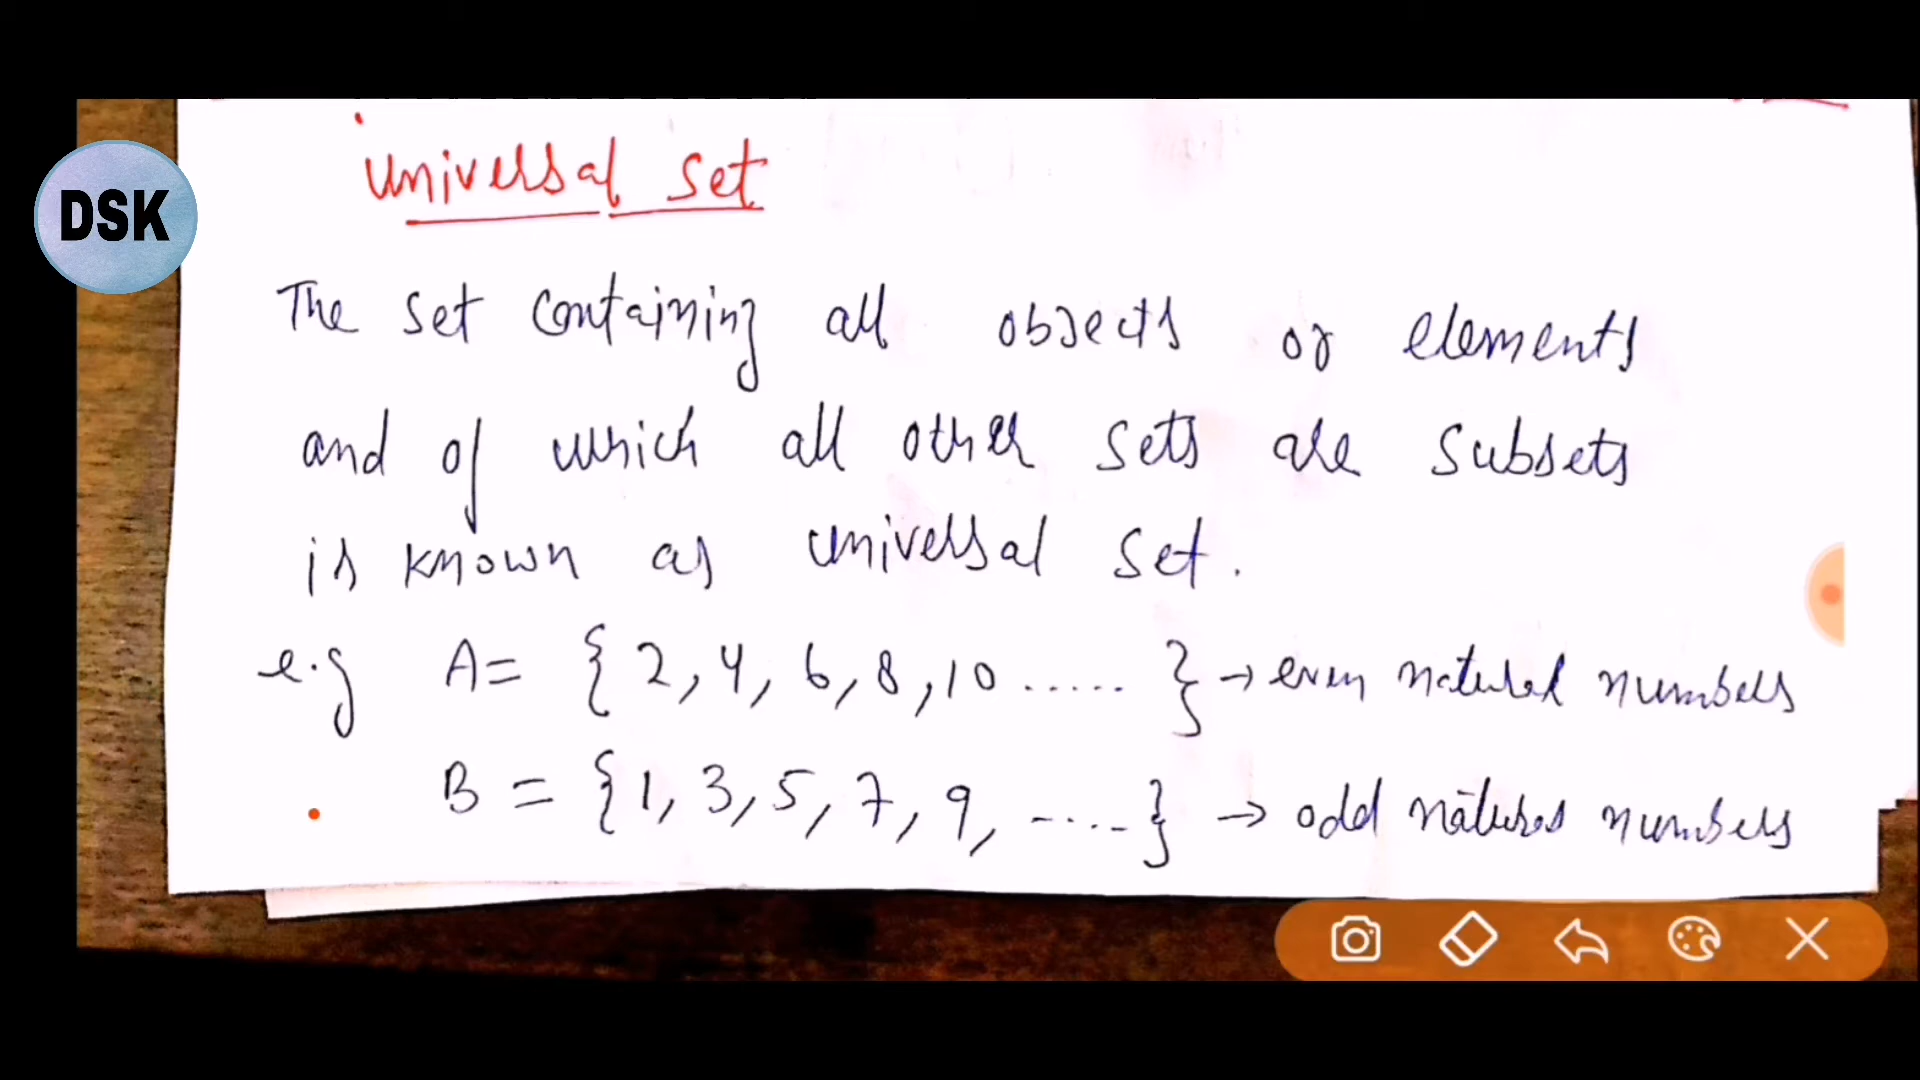 DSK
universal set
The set containing all objects or elements
and of which all other sets are subsets
is known as universal set.
e.g A= { 2, 4, 6, 8, 10 ...... } → even natural numbers
B = { 1, 3, 5, 7, 9, ..... } → odd natural numbers